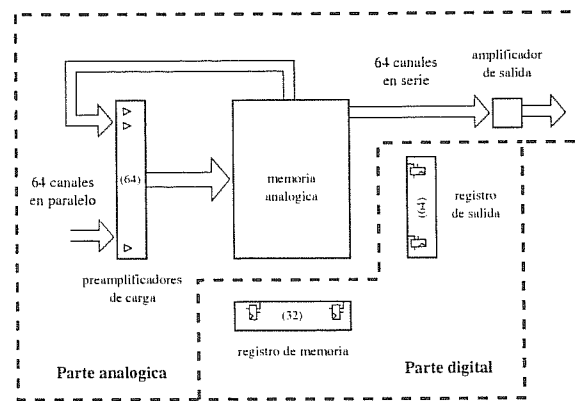 64 canales
en serie
amplificador
de salida
64 canales
en paralelo
(64)
memoria
analogica
(64)
registro
de salida
preamplificadores
de carga
(32)
registro de memoria
Parte analogica
Parte digital